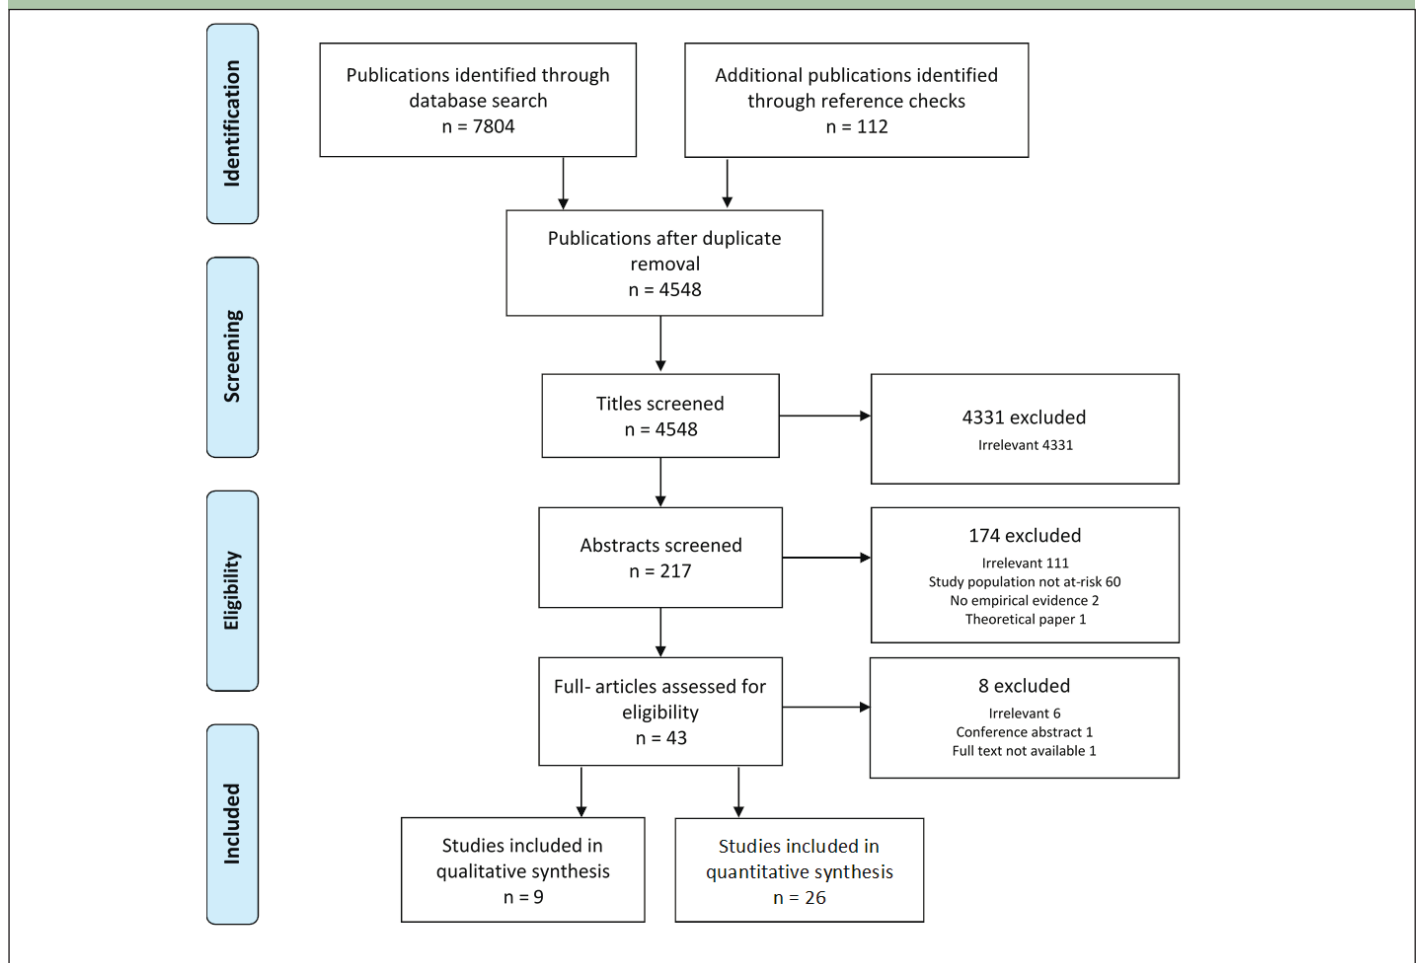 Identification
Publications identified through
database search
n = 7804
Additional publications identified
through reference checks
n = 112
Publications after duplicate
removal
n = 4548
Screening
Titles screened
n = 4548
4331 excluded
Irrelevant 4331
Eligibility
Abstracts screened
n = 217
174 excluded
Irrelevant 111
Study population not at-risk 60
No empirical evidence 2
Theoretical paper 1
Full- articles assessed for
eligibility
n = 43
8 excluded
Irrelevant 6
Conference abstract 1
Full text not available 1
Included
Studies included in
qualitative synthesis
n = 9
Studies included in
quantitative synthesis
n = 26